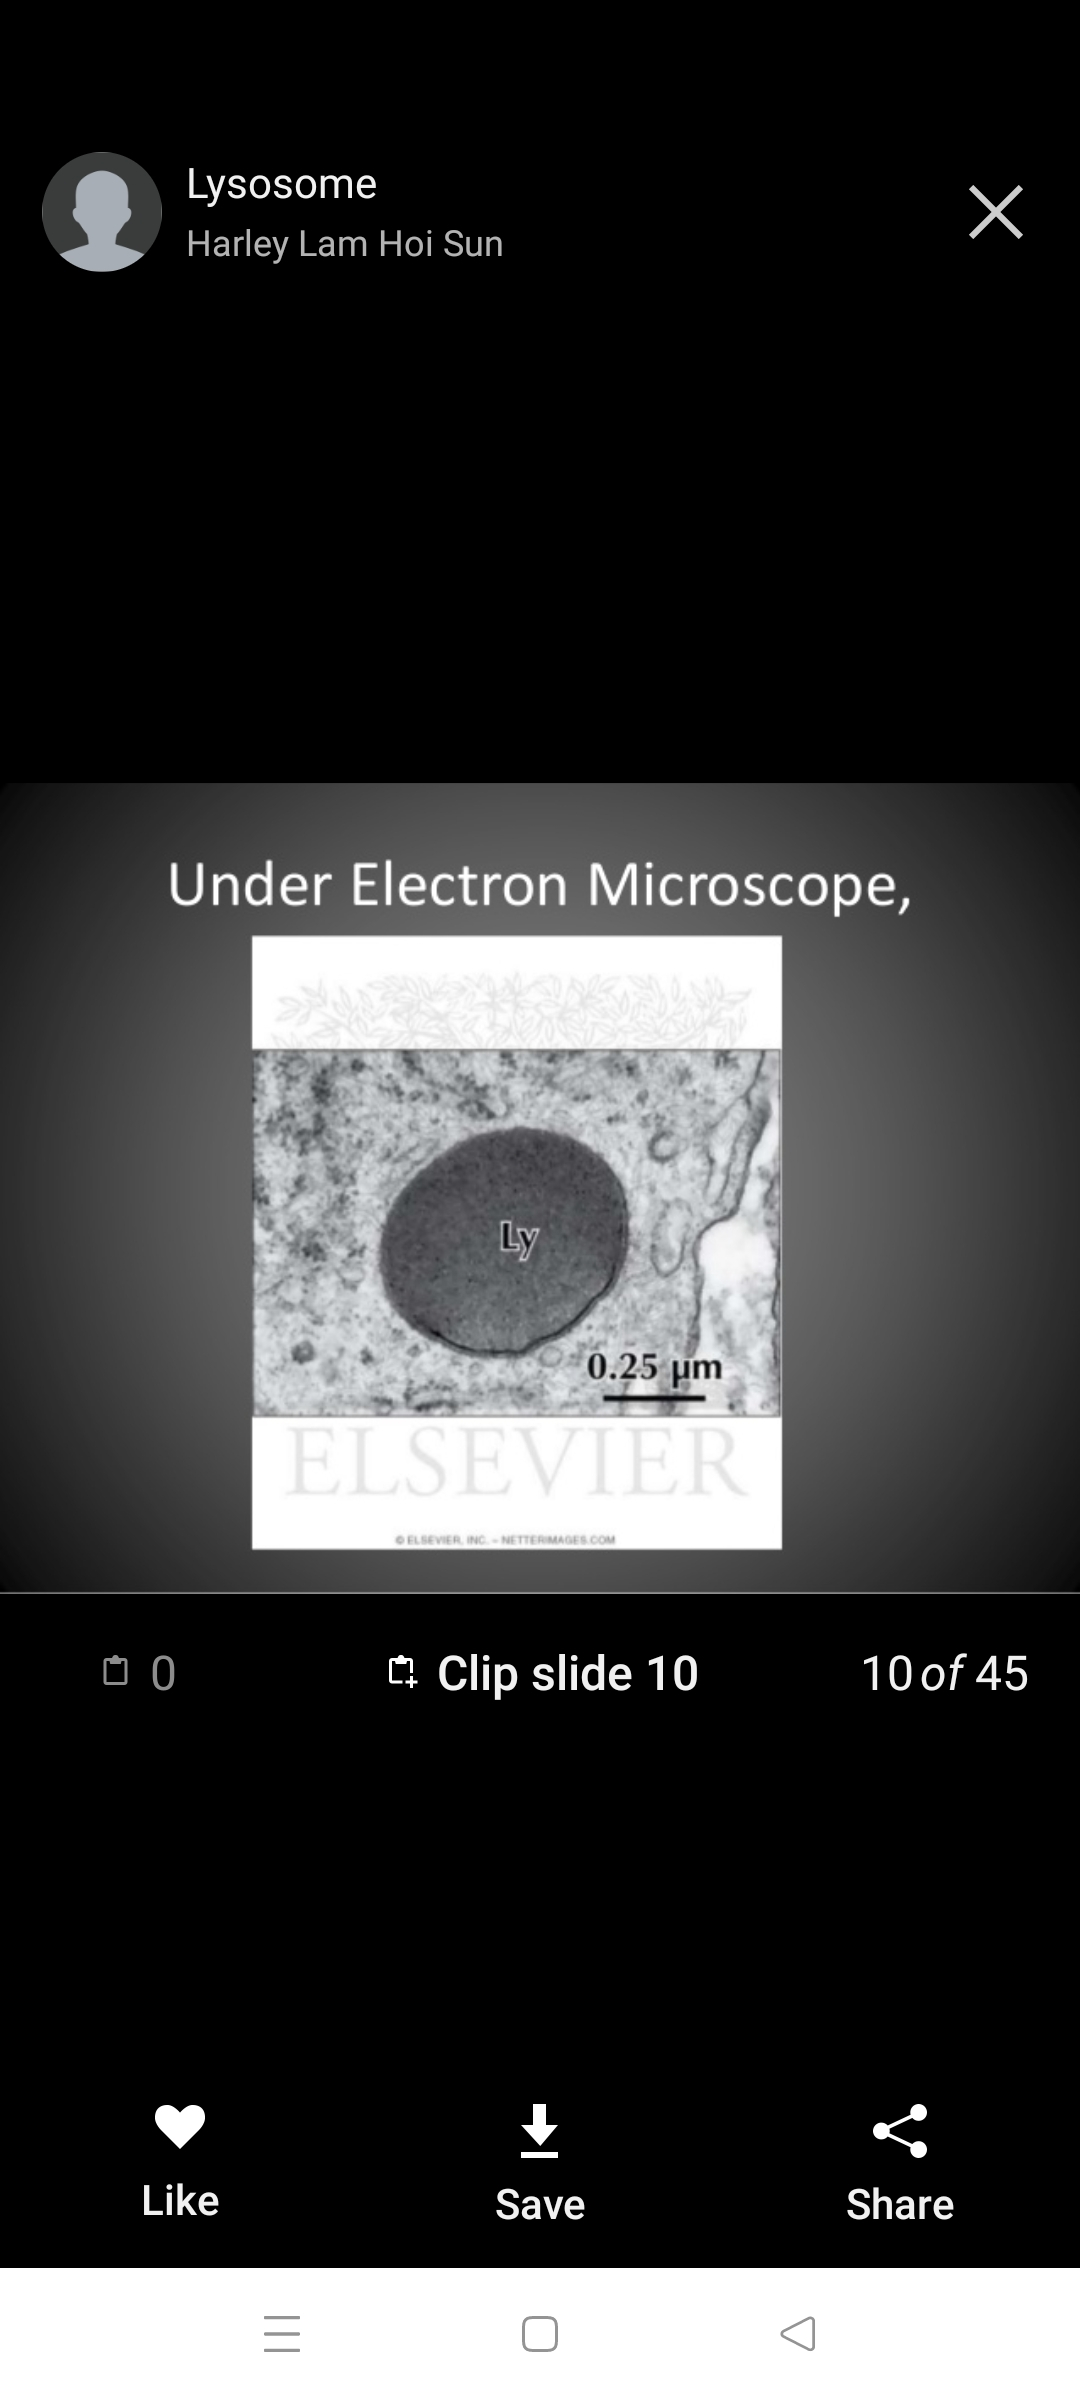 Lysosome
Harley Lam Hoi Sun
Under Electron Microscope,
Ly
0.25 µm
ELSEVIER
© ELSEVIER, INC. – NETTERIMAGES.COM
0
Clip slide 10
10 of 45
Like
Save
Share